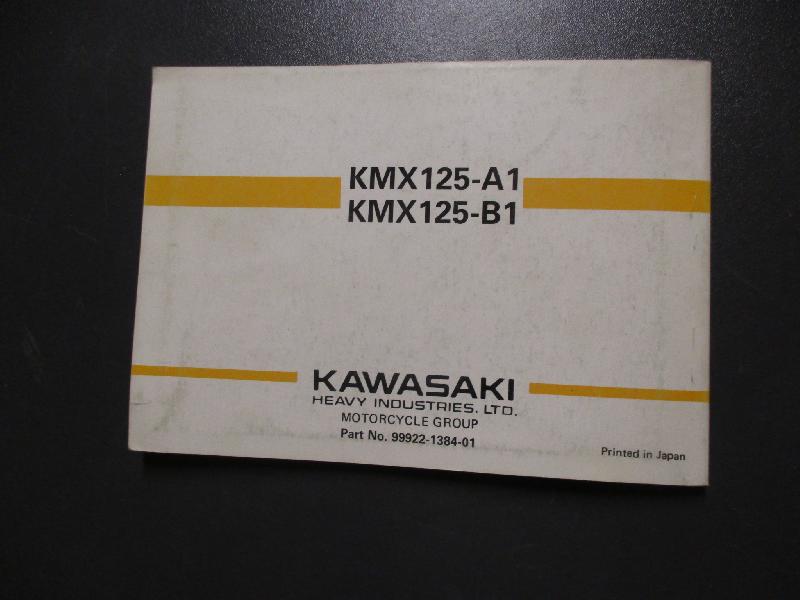 KMX125-A1
KMX125-B1
KAWASAKI
HEAVY INDUSTRIES, LTD.
MOTORCYCLE GROUP
Part No. 99922-1384-01
Printed in Japan